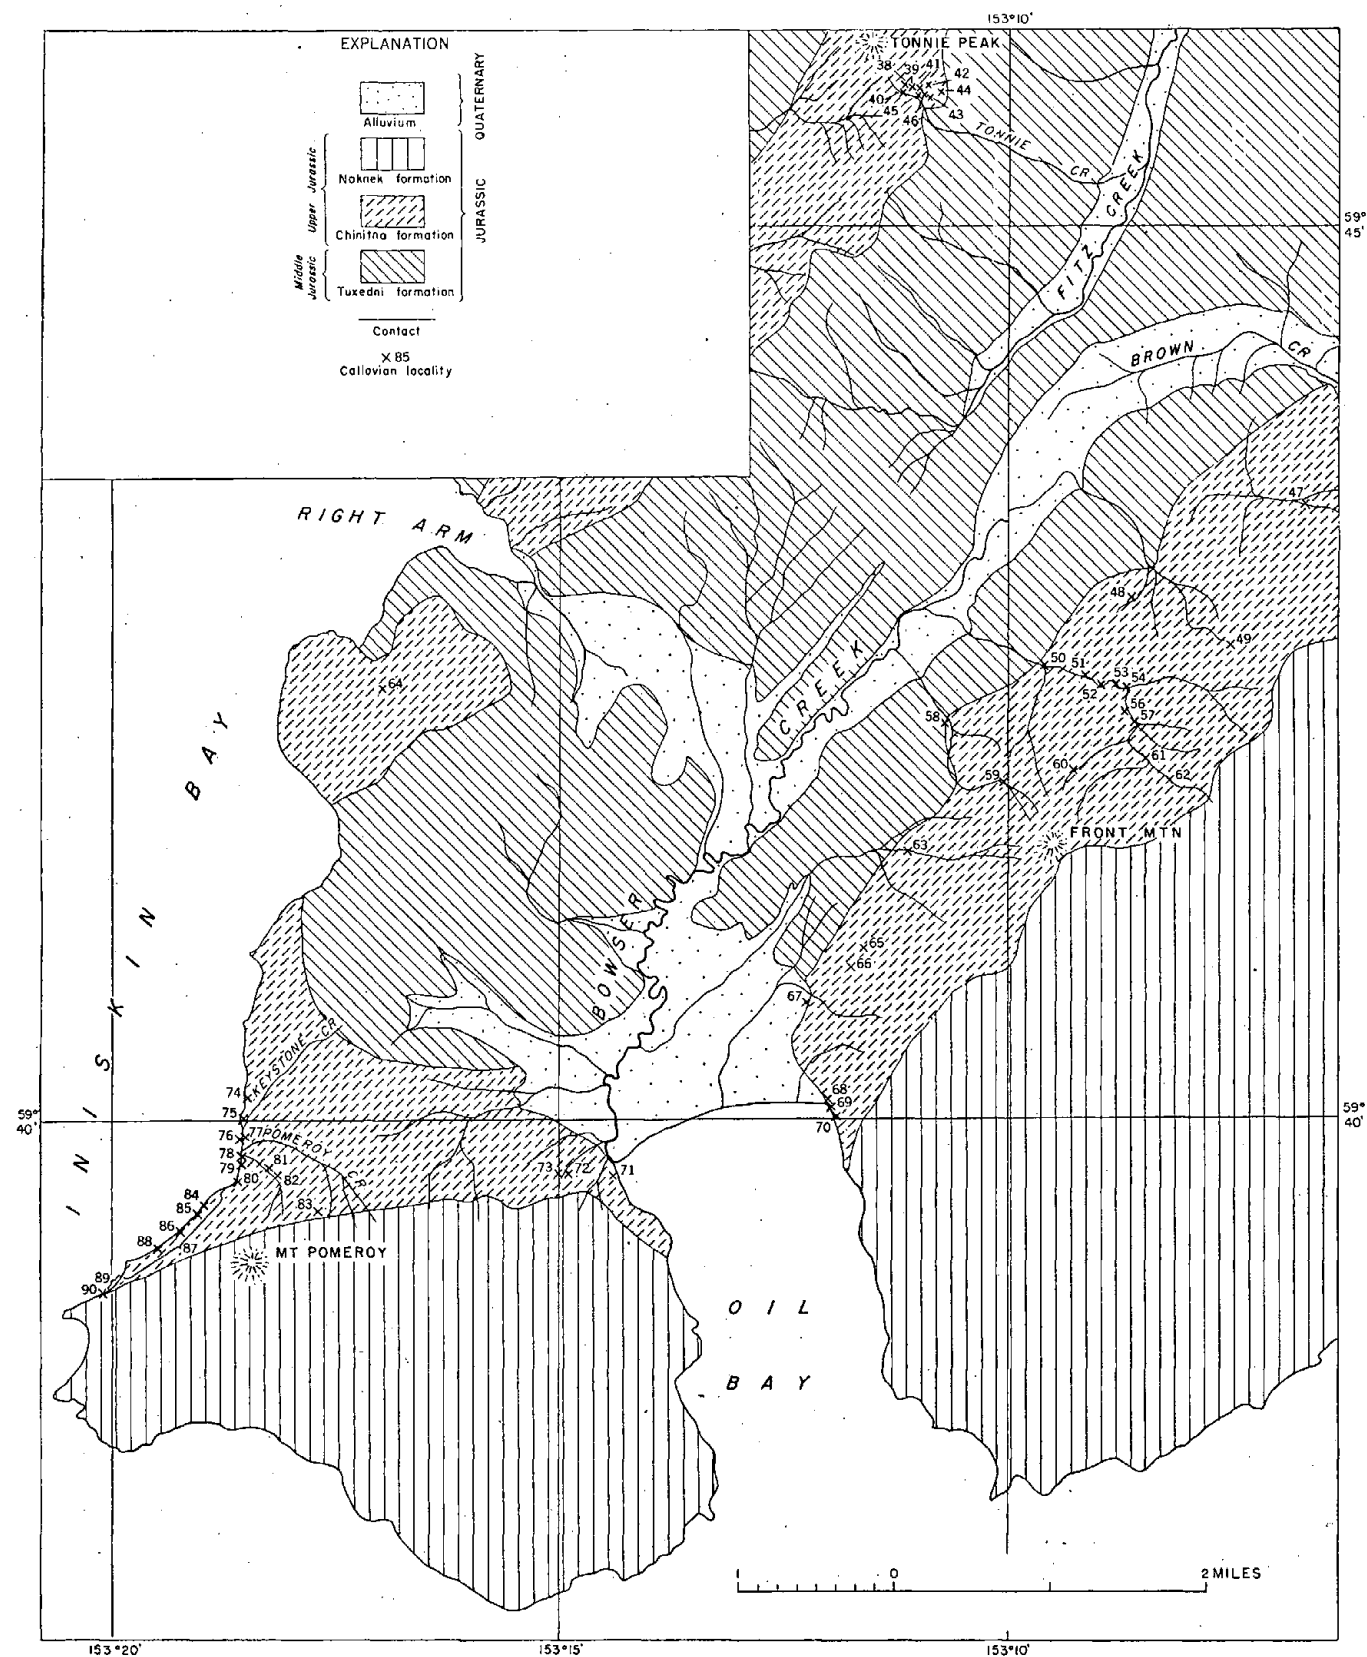 153°10'
EXPLANATION
Alluvium
QUATERNARY
Naknek formation
Upper Jurassic
Chinitna formation
JURASSIC
Middle Jurassic
Tuxedni formation
Contact
× 85
Callovian locality
TONNIE PEAK
38
39
41
42
40
44
45
46
43
TONNIE
CR
FITZ CREEK
59°
45'
BROWN
CR
RIGHT ARM
47
48
49
64
50
51
53
54
52
56
57
58
61
60
59
62
CREEK
BAY
FRONT MTN
63
BOWSER
65
66
67
INISKIN
KEYSTONE CR
74
68
69
59°
40'
75
70
59°
40'
76
77
POMEROY
CR
78
79
81
80
82
73
72
71
84
85
83
86
88
87
MT POMEROY
89
90
OIL
BAY
0
2 MILES
153°20'
153°15'
153°10'